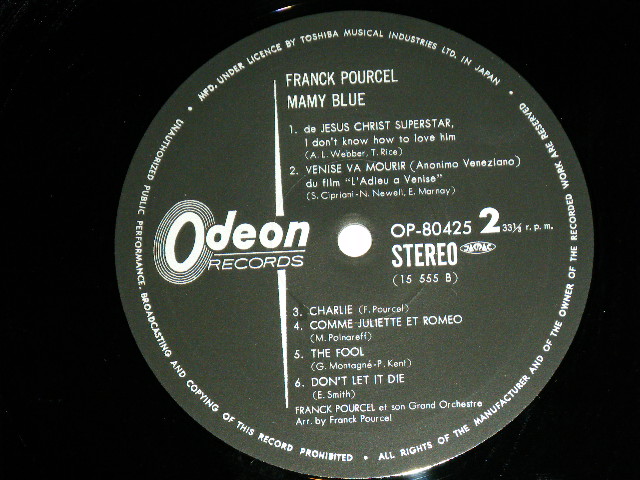 • MFD. UNDER LICENCE BY TOSHIBA MUSICAL INDUSTRIES LTD. IN JAPAN •
FRANCK POURCEL
MAMY BLUE
1. de JESUS CHRIST SUPERSTAR,
I don't know how to love him
(A. L. Webber, T. Rice)
2. VENISE VA MOURIR (Anonimo Veneziano)
du film "L'Adieu a Venise"
(S. Cipriani-N. Newell, E. Marnay)
Odeon
RECORDS
OP-80425 2 33⅓ r. p. m.
STEREO
(15 555 B)
3. CHARLIE (F. Pourcel)
4. COMME JULIETTE ET ROMEO
(M. Polnareff)
5. THE FOOL
(G. Montagné-P. Kent)
6. DON'T LET IT DIE
(E. Smith)
FRANCK POURCEL et son Grand Orchestre
Arr. by Franck Pourcel
UNAUTHORIZED PUBLIC PERFORMANCE, BROADCASTING AND COPYING OF THIS RECORD PROHIBITED • ALL RIGHTS OF THE MANUFACTURER AND OF THE OWNER OF THE RECORDED WORK ARE RESERVED